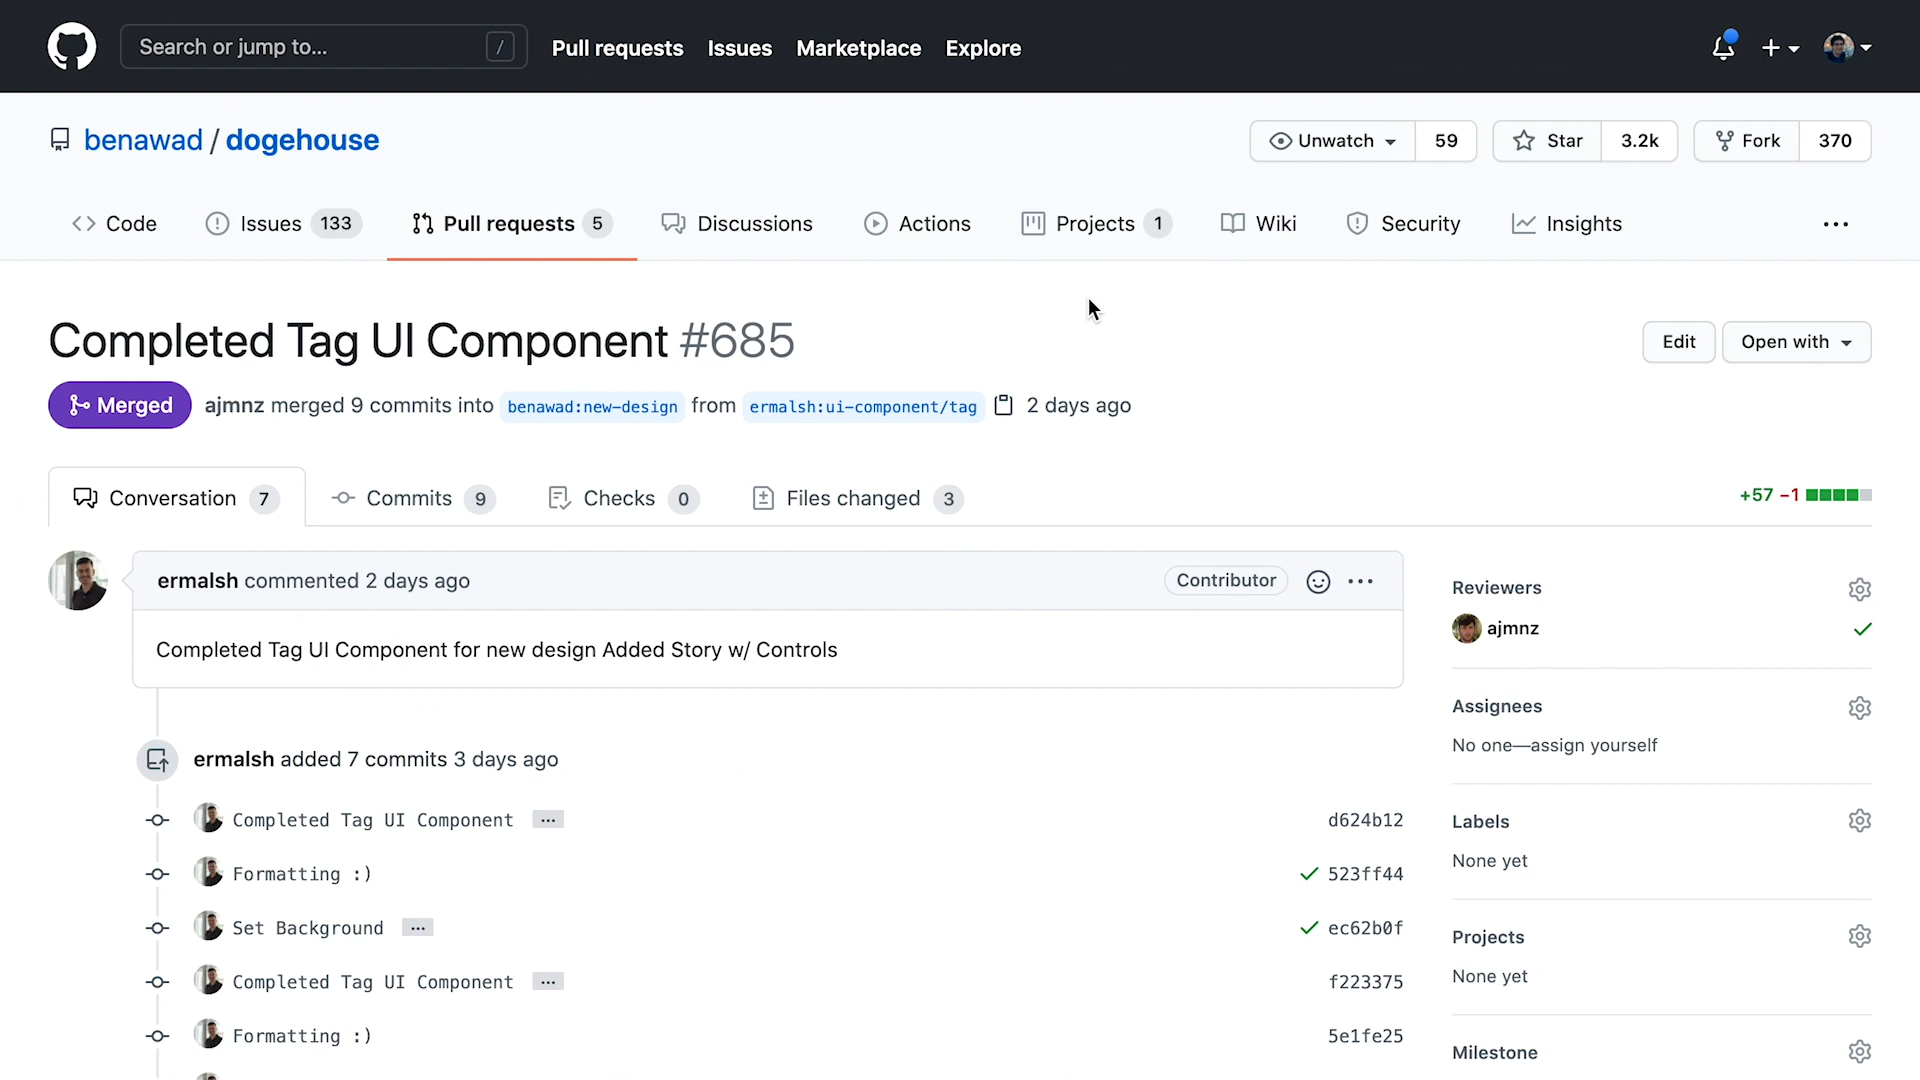 Search or jump to... /
Pull requests Issues Marketplace Explore
benawad / dogehouse
Unwatch 59 Star 3.2k Fork 370
Code Issues 133 Pull requests 5 Discussions Actions Projects 1 Wiki Security Insights ...
Completed Tag UI Component #685
Edit Open with
Merged ajmnz merged 9 commits into benawad:new-design from ermalsh:ui-component/tag 2 days ago
Conversation 7 Commits 9 Checks 0 Files changed 3
+57 −1
ermalsh commented 2 days ago
Contributor ...
Completed Tag UI Component for new design Added Story w/ Controls
ermalsh added 7 commits 3 days ago
Completed Tag UI Component ... d624b12
Formatting :) 523ff44
Set Background ... ec62b0f
Completed Tag UI Component ... f223375
Formatting :) 5e1fe25
Reviewers
ajmnz
Assignees
No one—assign yourself
Labels
None yet
Projects
None yet
Milestone